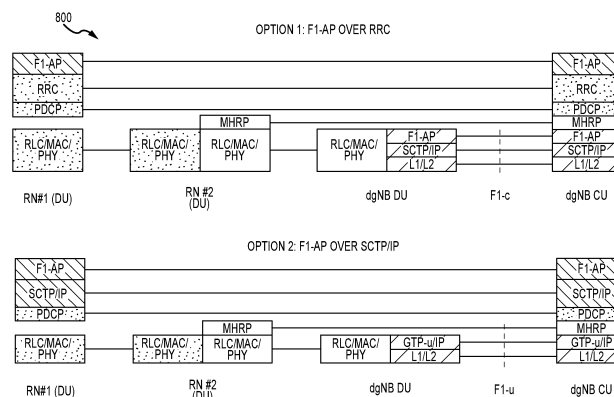 800
OPTION 1: F1-AP OVER RRC
F1-AP F1-AP
RRC RRC
PDCP PDCP
MHRP MHRP
RLC/MAC/ PHY RLC/MAC/ PHY RLC/MAC/ PHY RLC/MAC/ PHY F1-AP F1-AP
SCTP/IP SCTP/IP
L1/L2 L1/L2
RN#1 (DU) RN #2 (DU) dgNB DU F1-c dgNB CU
OPTION 2: F1-AP OVER SCTP/IP
F1-AP F1-AP
SCTP/IP SCTP/IP
PDCP PDCP
MHRP MHRP
RLC/MAC/ PHY RLC/MAC/ PHY RLC/MAC/ PHY RLC/MAC/ PHY GTP-u/IP GTP-u/IP
L1/L2 L1/L2
RN#1 (DU) RN #2 (DU) dgNB DU F1-u dgNB CU